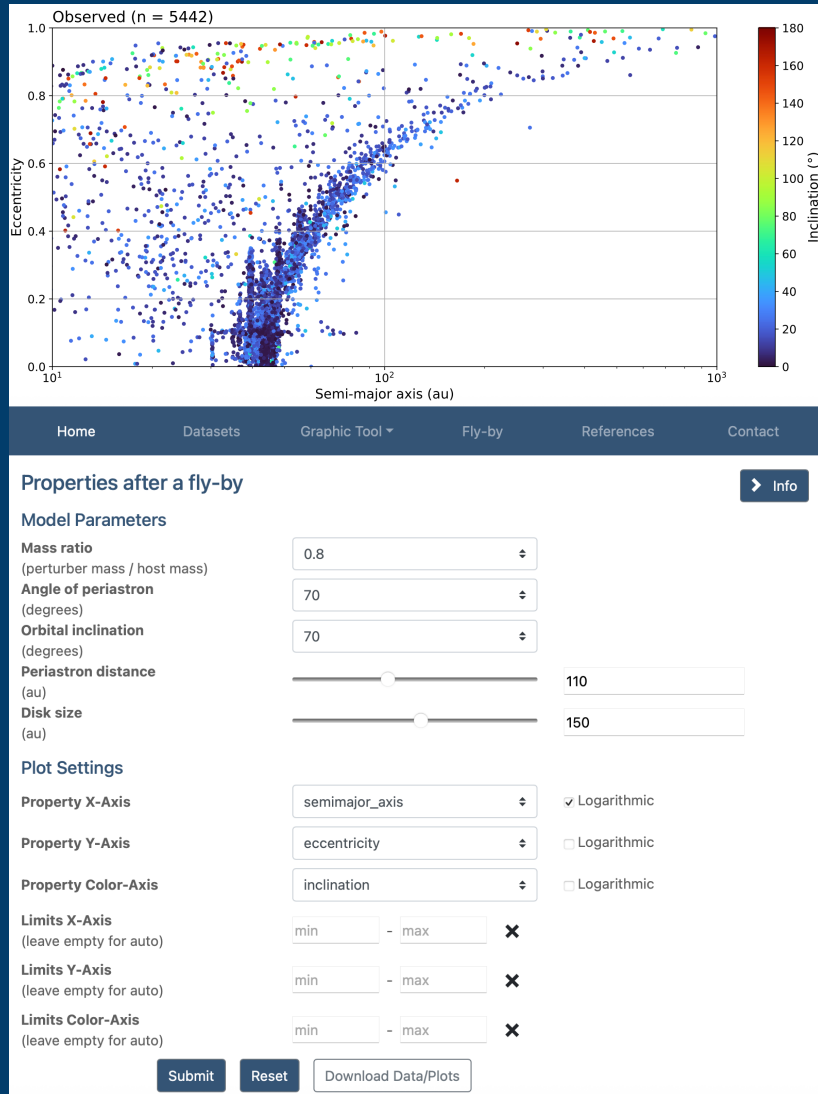 Observed (n = 5442)
1.0
0.8
0.6
0.4
0.2
0.0
Eccentricity
10¹
10²
10³
Semi-major axis (au)
180
160
140
120
100
80
60
40
20
0
Inclination (°)
Home Datasets Graphic Tool Fly-by References Contact
Properties after a fly-by
Info
Model Parameters
Mass ratio
(perturber mass / host mass)
0.8
Angle of periastron
(degrees)
70
Orbital inclination
(degrees)
70
Periastron distance
(au)
110
Disk size
(au)
150
Plot Settings
Property X-Axis
semimajor_axis
Logarithmic
Property Y-Axis
eccentricity
Logarithmic
Property Color-Axis
inclination
Logarithmic
Limits X-Axis
(leave empty for auto)
min - max
Limits Y-Axis
(leave empty for auto)
min - max
Limits Color-Axis
(leave empty for auto)
min - max
Submit Reset Download Data/Plots